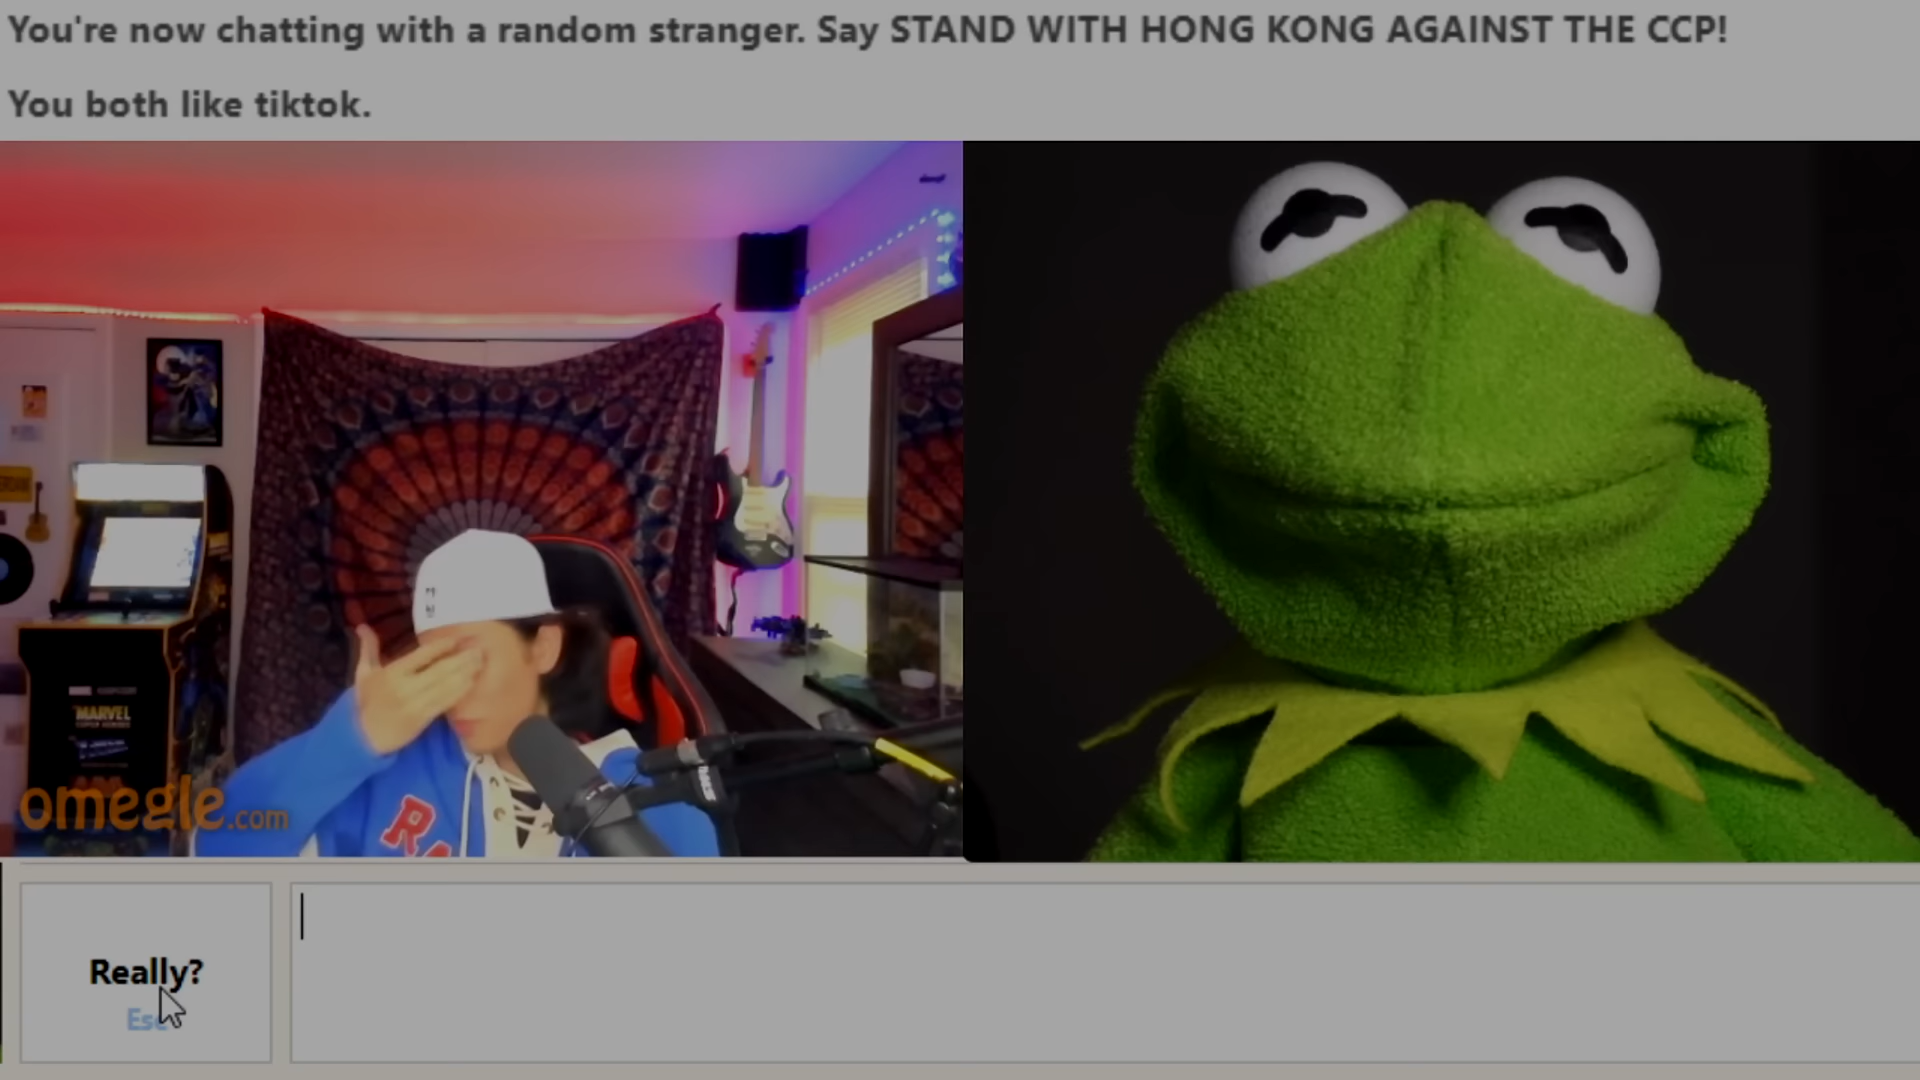 You're now chatting with a random stranger. Say STAND WITH HONG KONG AGAINST THE CCP!
You both like tiktok.
MARVEL
omegle.com
Really?
Esc